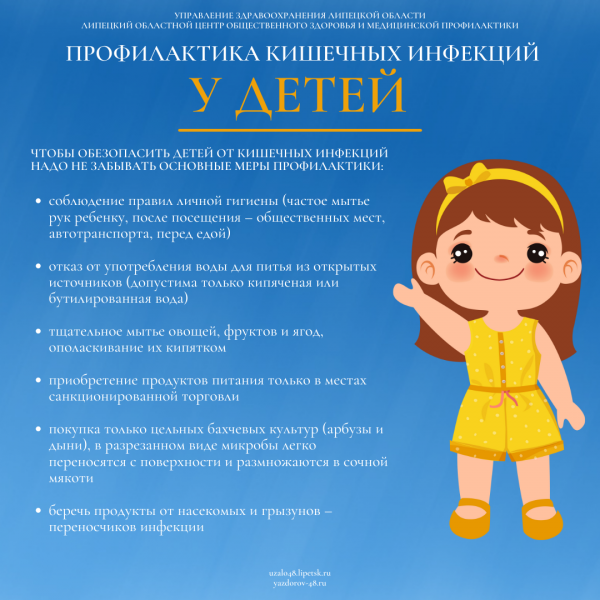 УПРАВЛЕНИЕ ЗДРАВООХРАНЕНИЯ ЛИПЕЦКОЙ ОБЛАСТИ
ЛИПЕЦКИЙ ОБЛАСТНОЙ ЦЕНТР ОБЩЕСТВЕННОГО ЗДОРОВЬЯ И МЕДИЦИНСКОЙ ПРОФИЛАКТИКИ
ПРОФИЛАКТИКА КИШЕЧНЫХ ИНФЕКЦИЙ
У ДЕТЕЙ
ЧТОБЫ ОБЕЗОПАСИТЬ ДЕТЕЙ ОТ КИШЕЧНЫХ ИНФЕКЦИЙ
НАДО НЕ ЗАБЫВАТЬ ОСНОВНЫЕ МЕРЫ ПРОФИЛАКТИКИ:
• соблюдение правил личной гигиены (частое мытье
рук ребенку, после посещения – общественных мест,
автотранспорта, перед едой)
• отказ от употребления воды для питья из открытых
источников (допустима только кипяченая или
бутилированная вода)
• тщательное мытье овощей, фруктов и ягод,
ополаскивание их кипятком
• приобретение продуктов питания только в местах
санкционированной торговли
• покупка только цельных бахчевых культур (арбузы и
дыни), в разрезанном виде микробы легко
переносятся с поверхности и размножаются в сочной
мякоти
• беречь продукты от насекомых и грызунов –
переносчиков инфекции
uzalo48.lipetsk.ru
yazdorov-48.ru